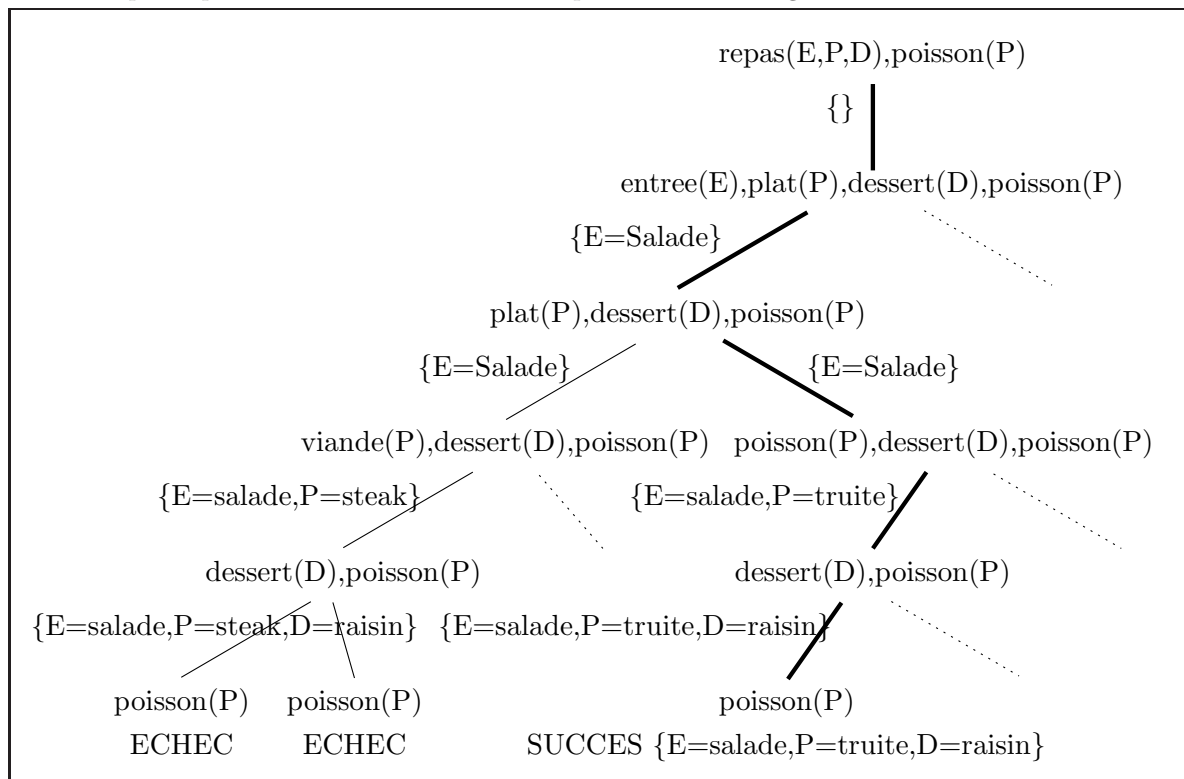 repas(E,P,D),poisson(P)
{}
entree(E),plat(P),dessert(D),poisson(P)
{E=Salade}
plat(P),dessert(D),poisson(P)
{E=Salade} {E=Salade}
viande(P),dessert(D),poisson(P) poisson(P),dessert(D),poisson(P)
{E=salade,P=steak} {E=salade,P=truite}
dessert(D),poisson(P) dessert(D),poisson(P)
{E=salade,P=steak,D=raisin} {E=salade,P=truite,D=raisin}
poisson(P) poisson(P) poisson(P)
ECHEC ECHEC SUCCES {E=salade,P=truite,D=raisin}